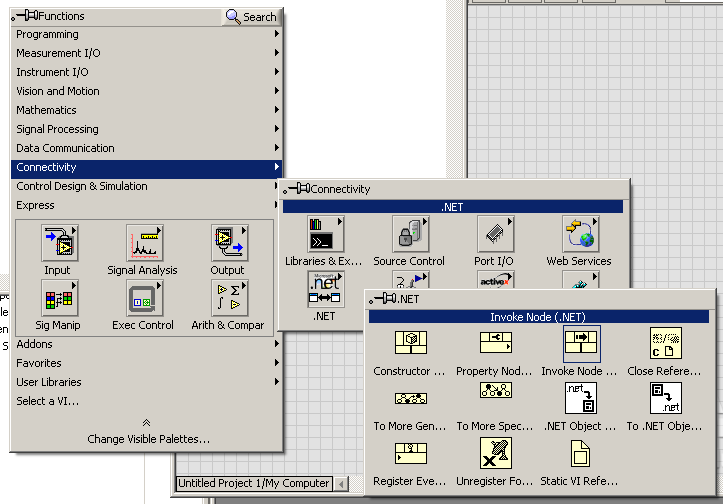 Functions
Search
Programming
Measurement I/O
Instrument I/O
Vision and Motion
Mathematics
Signal Processing
Data Communication
Connectivity
Control Design & Simulation
Express
Input
Signal Analysis
Output
Sig Manip
Exec Control
Arith & Compar
Addons
Favorites
User Libraries
Select a VI...
Change Visible Palettes...
Connectivity
.NET
Libraries & Ex...
Source Control
Port I/O
Web Services
Microsoft
.net
activeX
.NET
.NET
Invoke Node (.NET)
Constructor ...
Property Nod...
Invoke Node ...
Close Refere...
To More Gen...
To More Spec...
.net
.NET Object ...
.net
To .NET Obje...
Register Eve...
Unregister Fo...
Static VI Refe...
Untitled Project 1/My Computer